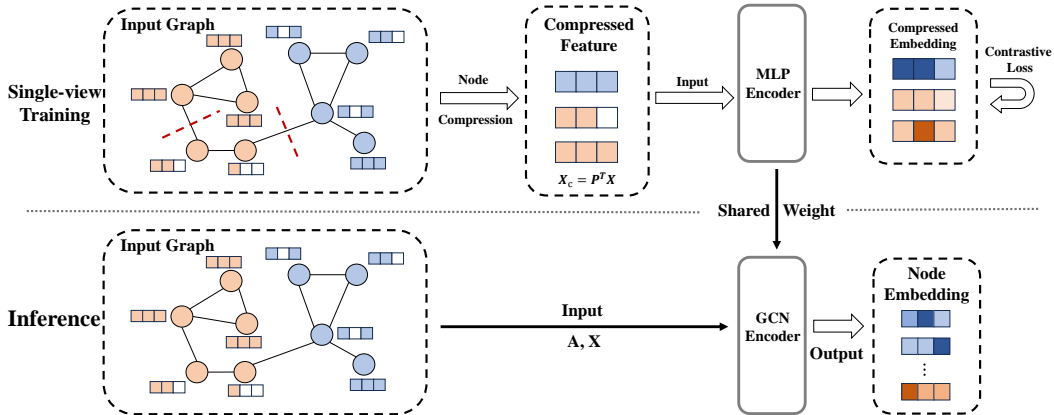 Input Graph
Single-view
Training
Node
Compression
Compressed
Feature
X_c = P^T X
Input
MLP
Encoder
Compressed
Embedding
Contrastive
Loss
Shared Weight
Input Graph
Inference
Input
A, X
GCN
Encoder
Output
Node
Embedding
...